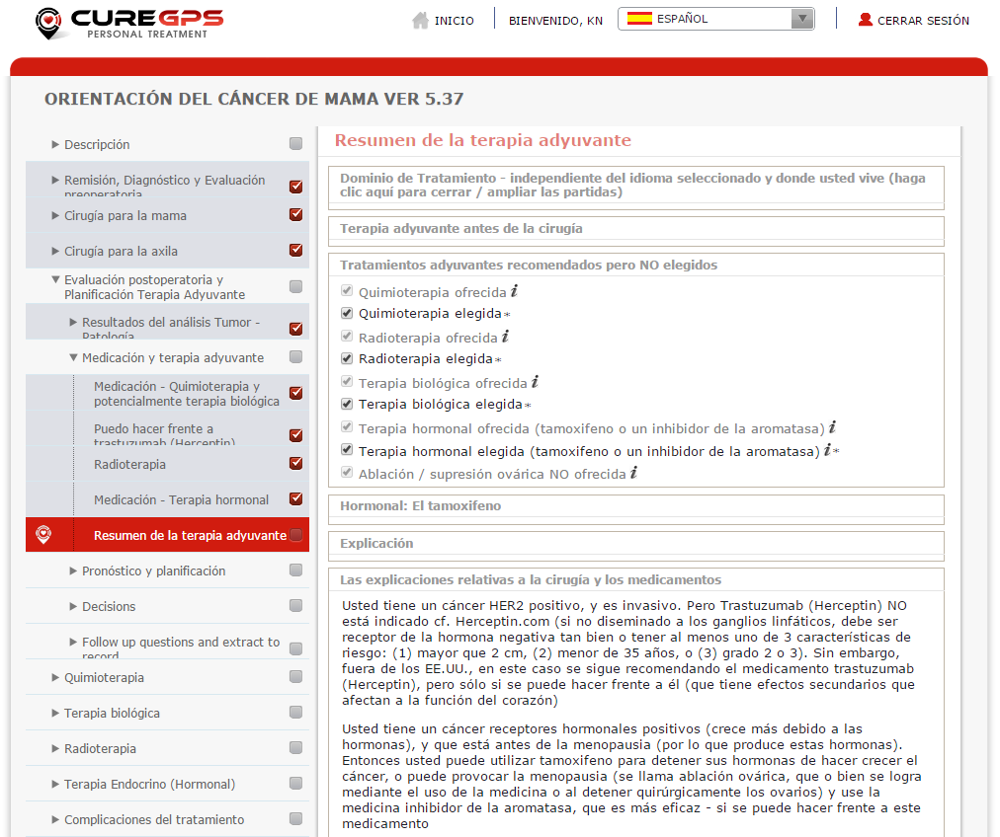 CUREGPS
PERSONAL TREATMENT
INICIO
BIENVENIDO, KN
ESPAÑOL
CERRAR SESIÓN
ORIENTACIÓN DEL CÁNCER DE MAMA VER 5.37
Descripción
Remisión, Diagnóstico y Evaluación
preoperatoria
Cirugía para la mama
Cirugía para la axila
Evaluación postoperatoria y
Planificación Terapia Adyuvante
Resultados del análisis Tumor -
Patología
Medicación y terapia adyuvante
Medicación - Quimioterapia y
potencialmente terapia biológica
Puedo hacer frente a
trastuzumab (Herceptin)
Radioterapia
Medicación - Terapia hormonal
Resumen de la terapia adyuvante
Pronóstico y planificación
Decisions
Follow up questions and extract to
record
Quimioterapia
Terapia biológica
Radioterapia
Terapia Endocrino (Hormonal)
Complicaciones del tratamiento
Resumen de la terapia adyuvante
Dominio de Tratamiento - independiente del idioma seleccionado y donde usted vive (haga
clic aquí para cerrar / ampliar las partidas)
Terapia adyuvante antes de la cirugía
Tratamientos adyuvantes recomendados pero NO elegidos
Quimioterapia ofrecida i
Quimioterapia elegida*
Radioterapia ofrecida i
Radioterapia elegida*
Terapia biológica ofrecida i
Terapia biológica elegida*
Terapia hormonal ofrecida (tamoxifeno o un inhibidor de la aromatasa) i
Terapia hormonal elegida (tamoxifeno o un inhibidor de la aromatasa) i*
Ablación / supresión ovárica NO ofrecida i
Hormonal: El tamoxifeno
Explicación
Las explicaciones relativas a la cirugía y los medicamentos
Usted tiene un cáncer HER2 positivo, y es invasivo. Pero Trastuzumab (Herceptin) NO
está indicado cf. Herceptin.com (si no diseminado a los ganglios linfáticos, debe ser
receptor de la hormona negativa tan bien o tener al menos uno de 3 características de
riesgo: (1) mayor que 2 cm, (2) menor de 35 años, o (3) grado 2 o 3). Sin embargo,
fuera de los EE.UU., en este caso se sigue recomendando el medicamento trastuzumab
(Herceptin), pero sólo si se puede hacer frente a él (que tiene efectos secundarios que
afectan a la función del corazón)
Usted tiene un cáncer receptores hormonales positivos (crece más debido a las
hormonas), y que está antes de la menopausia (por lo que produce estas hormonas).
Entonces usted puede utilizar tamoxifeno para detener sus hormonas de hacer crecer el
cáncer, o puede provocar la menopausia (se llama ablación ovárica, que o bien se logra
mediante el uso de la medicina o al detener quirúrgicamente los ovarios) y use la
medicina inhibidor de la aromatasa, que es más eficaz - si se puede hacer frente a este
medicamento